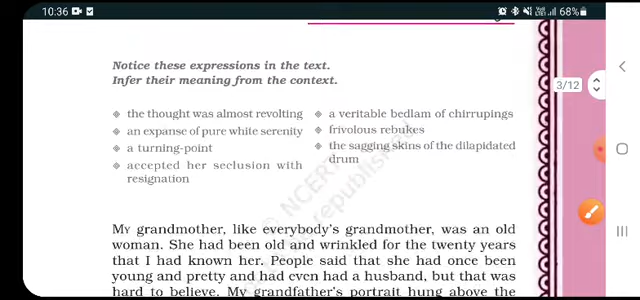 10:36
68%
Notice these expressions in the text.
Infer their meaning from the context.
3/12
the thought was almost revolting
an expanse of pure white serenity
a turning-point
accepted her seclusion with
resignation
a veritable bedlam of chirrupings
frivolous rebukes
the sagging skins of the dilapidated
drum
© NCERT
republished
MY grandmother, like everybody's grandmother, was an old
woman. She had been old and wrinkled for the twenty years
that I had known her. People said that she had once been
young and pretty and had even had a husband, but that was
hard to believe. My grandfather's portrait hung above the